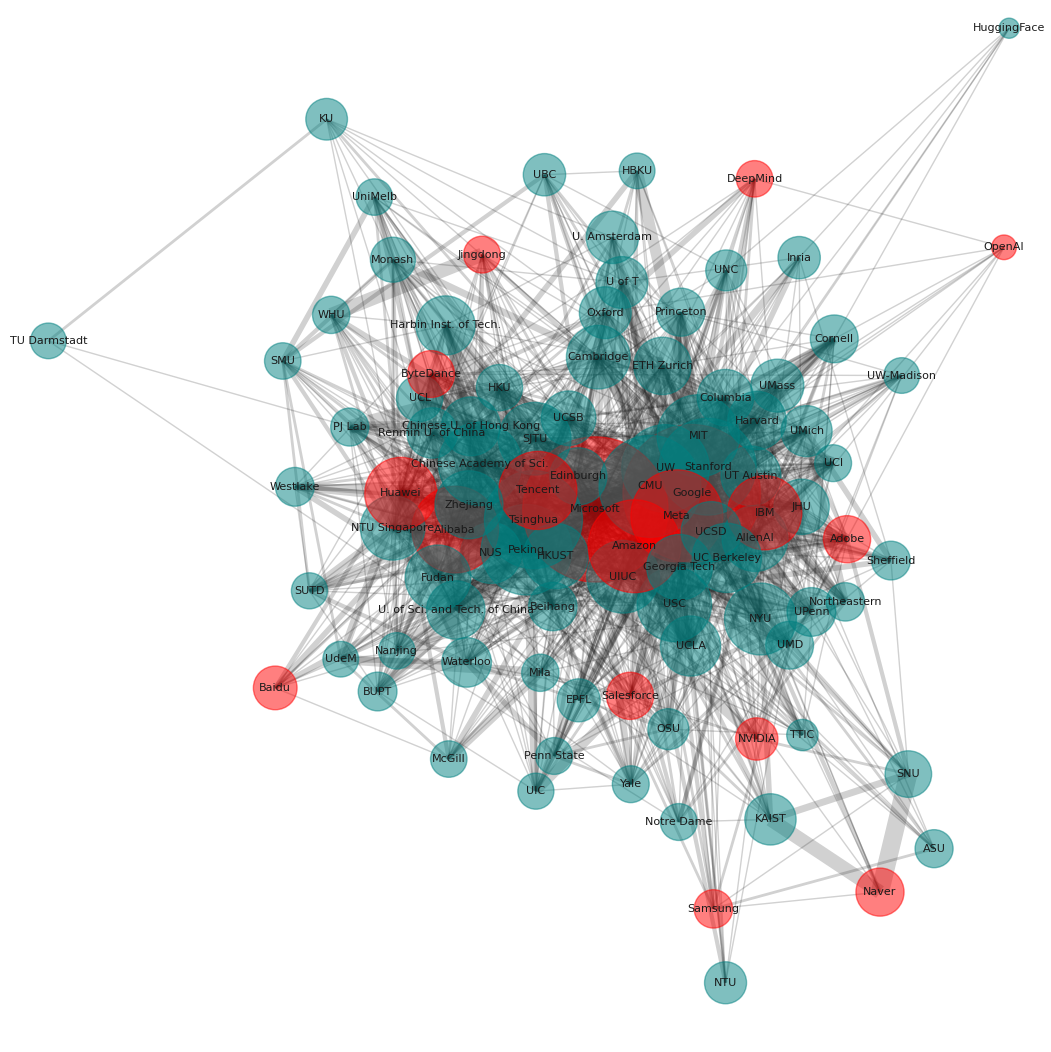 HuggingFace
KU
UBC
HBKU
DeepMind
UniMelb
U. Amsterdam
OpenAI
Jingdong
Monash
Inria
UNC
U of T
Oxford
Princeton
WHU
Harbin Inst. of Tech.
TU Darmstadt
Cornell
SMU
Cambridge
ETH Zurich
ByteDance
UW-Madison
HKU
UMass
UCL
Columbia
UCSB
Harvard
PJ Lab
Chinese U. of Hong Kong
Renmin U. of China
UMich
SJTU
MIT
Chinese Academy of Sci.
UCI
UW
Stanford
Edinburgh
UT Austin
Westlake
CMU
Tencent
Huawei
Google
Zhejiang
JHU
Microsoft
IBM
Meta
Tsinghua
NTU Singapore
Alibaba
UCSD
AllenAI
Adobe
Amazon
Peking
NUS
HKUST
UC Berkeley
Sheffield
Georgia Tech
UIUC
Fudan
SUTD
Northeastern
USC
Beihang
U. of Sci. and Tech. of China
UPenn
NYU
UMD
UCLA
Nanjing
UdeM
Waterloo
Mila
Baidu
BUPT
Salesforce
EPFL
OSU
TTIC
NVIDIA
Penn State
McGill
SNU
Yale
UIC
KAIST
Notre Dame
ASU
Naver
Samsung
NTU